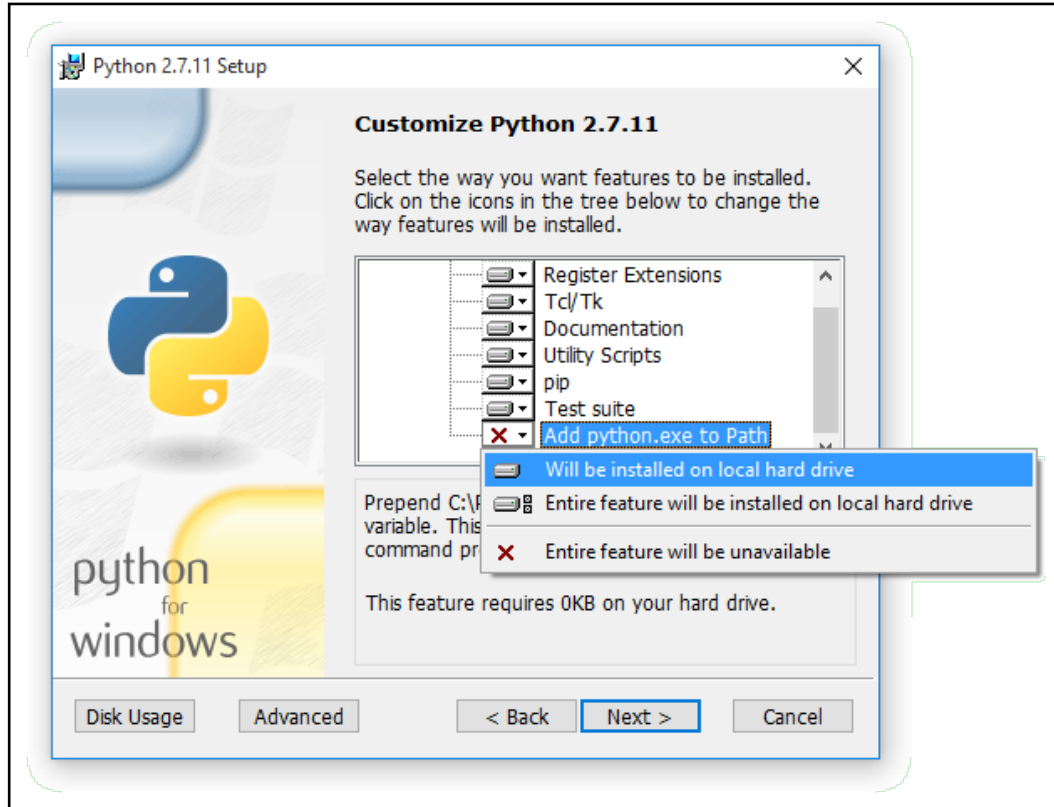 Python 2.7.11 Setup
Customize Python 2.7.11
Select the way you want features to be installed.
Click on the icons in the tree below to change the
way features will be installed.
Register Extensions
Tcl/Tk
Documentation
Utility Scripts
pip
Test suite
Add python.exe to Path
Will be installed on local hard drive
Entire feature will be installed on local hard drive
Entire feature will be unavailable
Prepend C:\
variable. This
command pr
This feature requires 0KB on your hard drive.
python
for
windows
Disk Usage Advanced < Back Next > Cancel